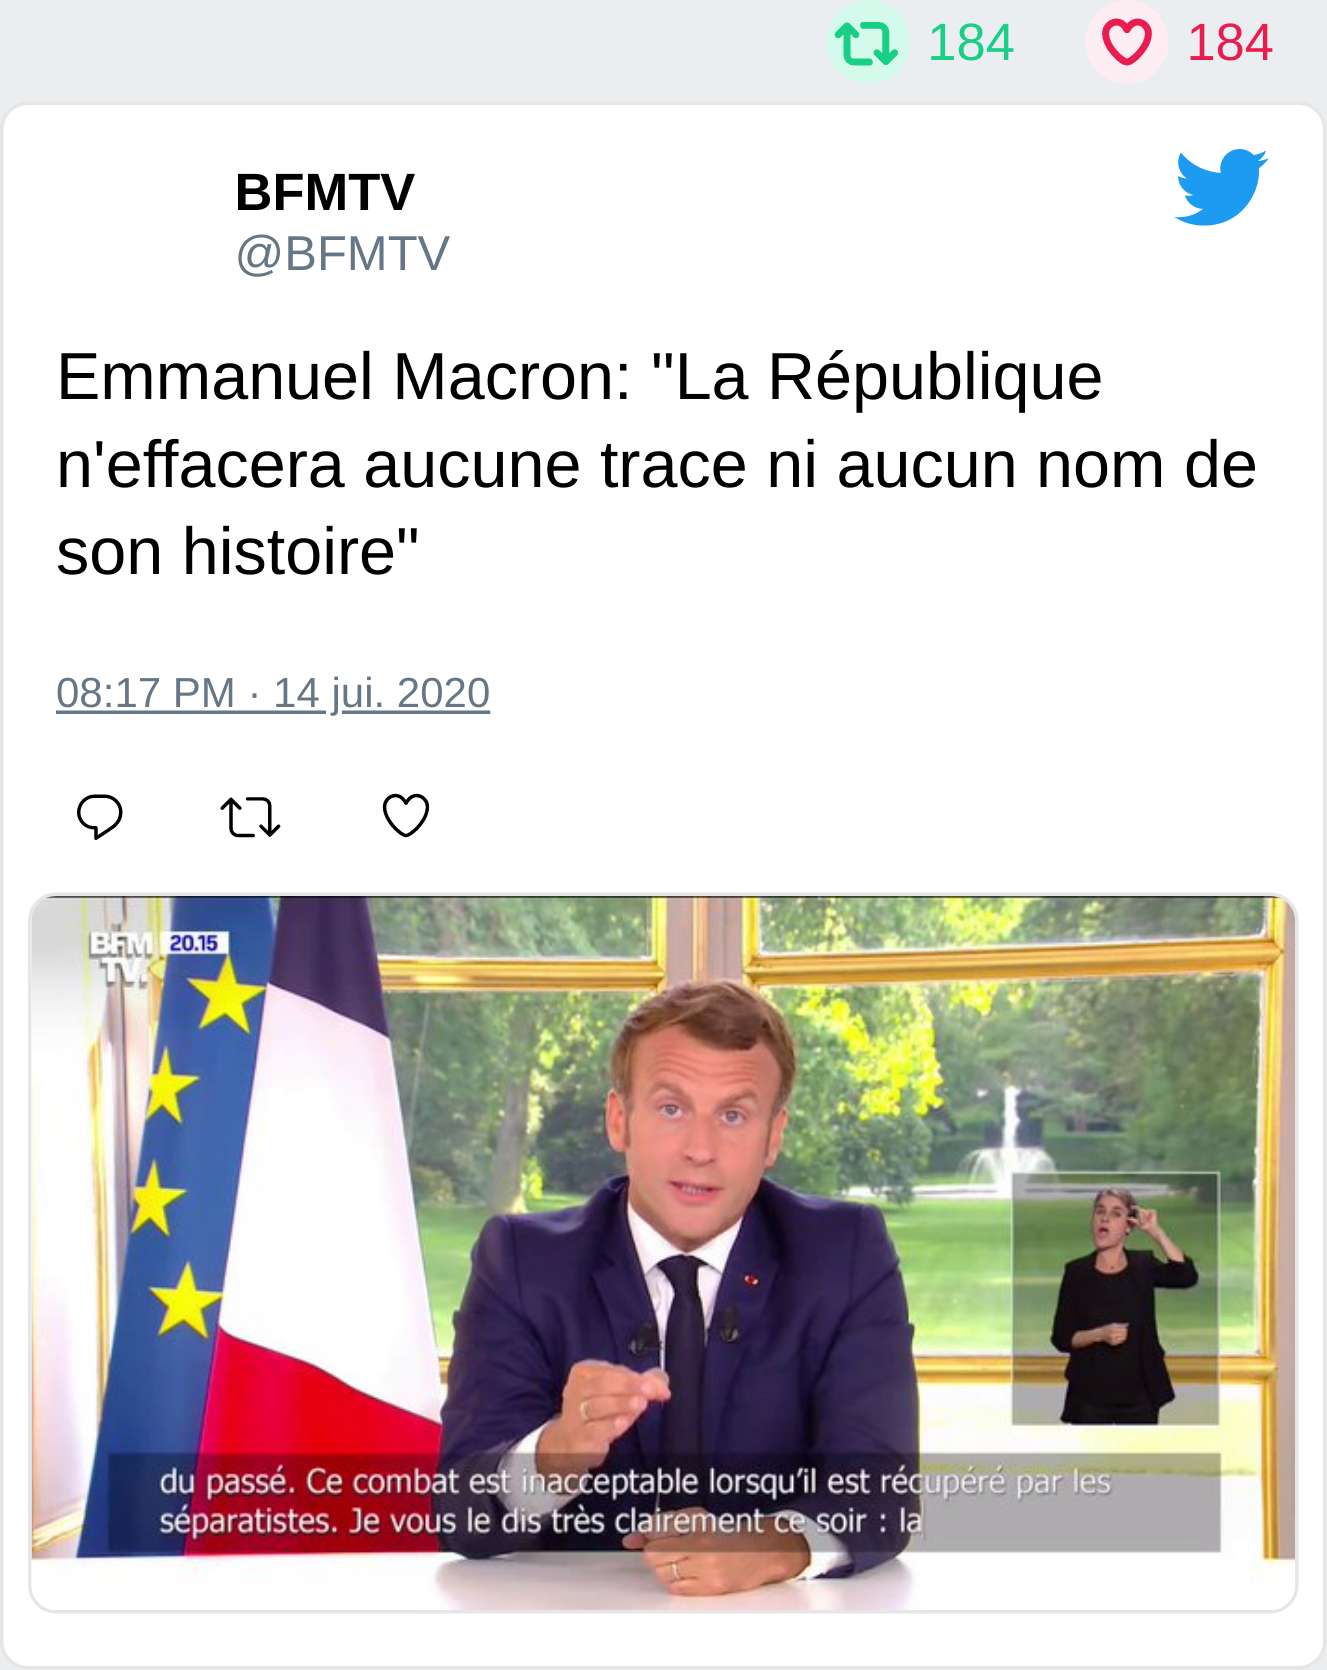 184 184
BFMTV
@BFMTV
Emmanuel Macron: "La République
n'effacera aucune trace ni aucun nom de
son histoire"
08:17 PM · 14 jui. 2020
BFM 20.15
TV.
du passé. Ce combat est inacceptable lorsqu'il est récupéré par les
séparatistes. Je vous le dis très clairement ce soir : la